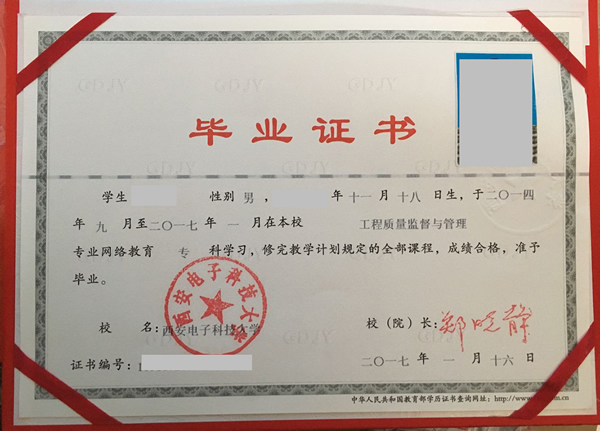 毕业证书
学生 性别 男 ， 年 十一 月 十八 日生，于二〇一四
年 九 月至二〇一七年 一 月在本校 工程质量监督与管理
专业网络教育 专 科学习，修完教学计划规定的全部课程，成绩合格，准予
毕业。
校 名：西安电子科技大学
西安电子科技大学
校（院）长：郑晓静
证书编号：
二〇一七 年 一 月 十六 日
中华人民共和国教育部学历证书查询网址：http://www.